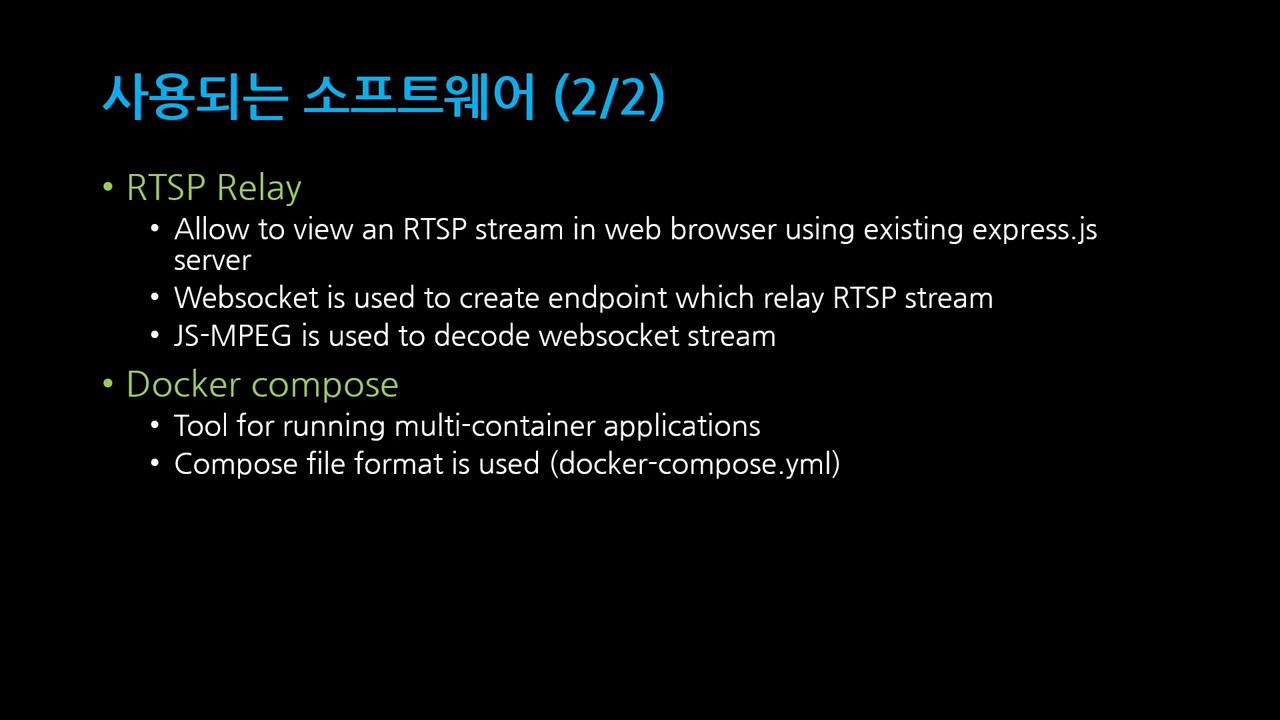 사용되는 소프트웨어 (2/2)
• RTSP Relay
• Allow to view an RTSP stream in web browser using existing express.js
server
• Websocket is used to create endpoint which relay RTSP stream
• JS-MPEG is used to decode websocket stream
• Docker compose
• Tool for running multi-container applications
• Compose file format is used (docker-compose.yml)